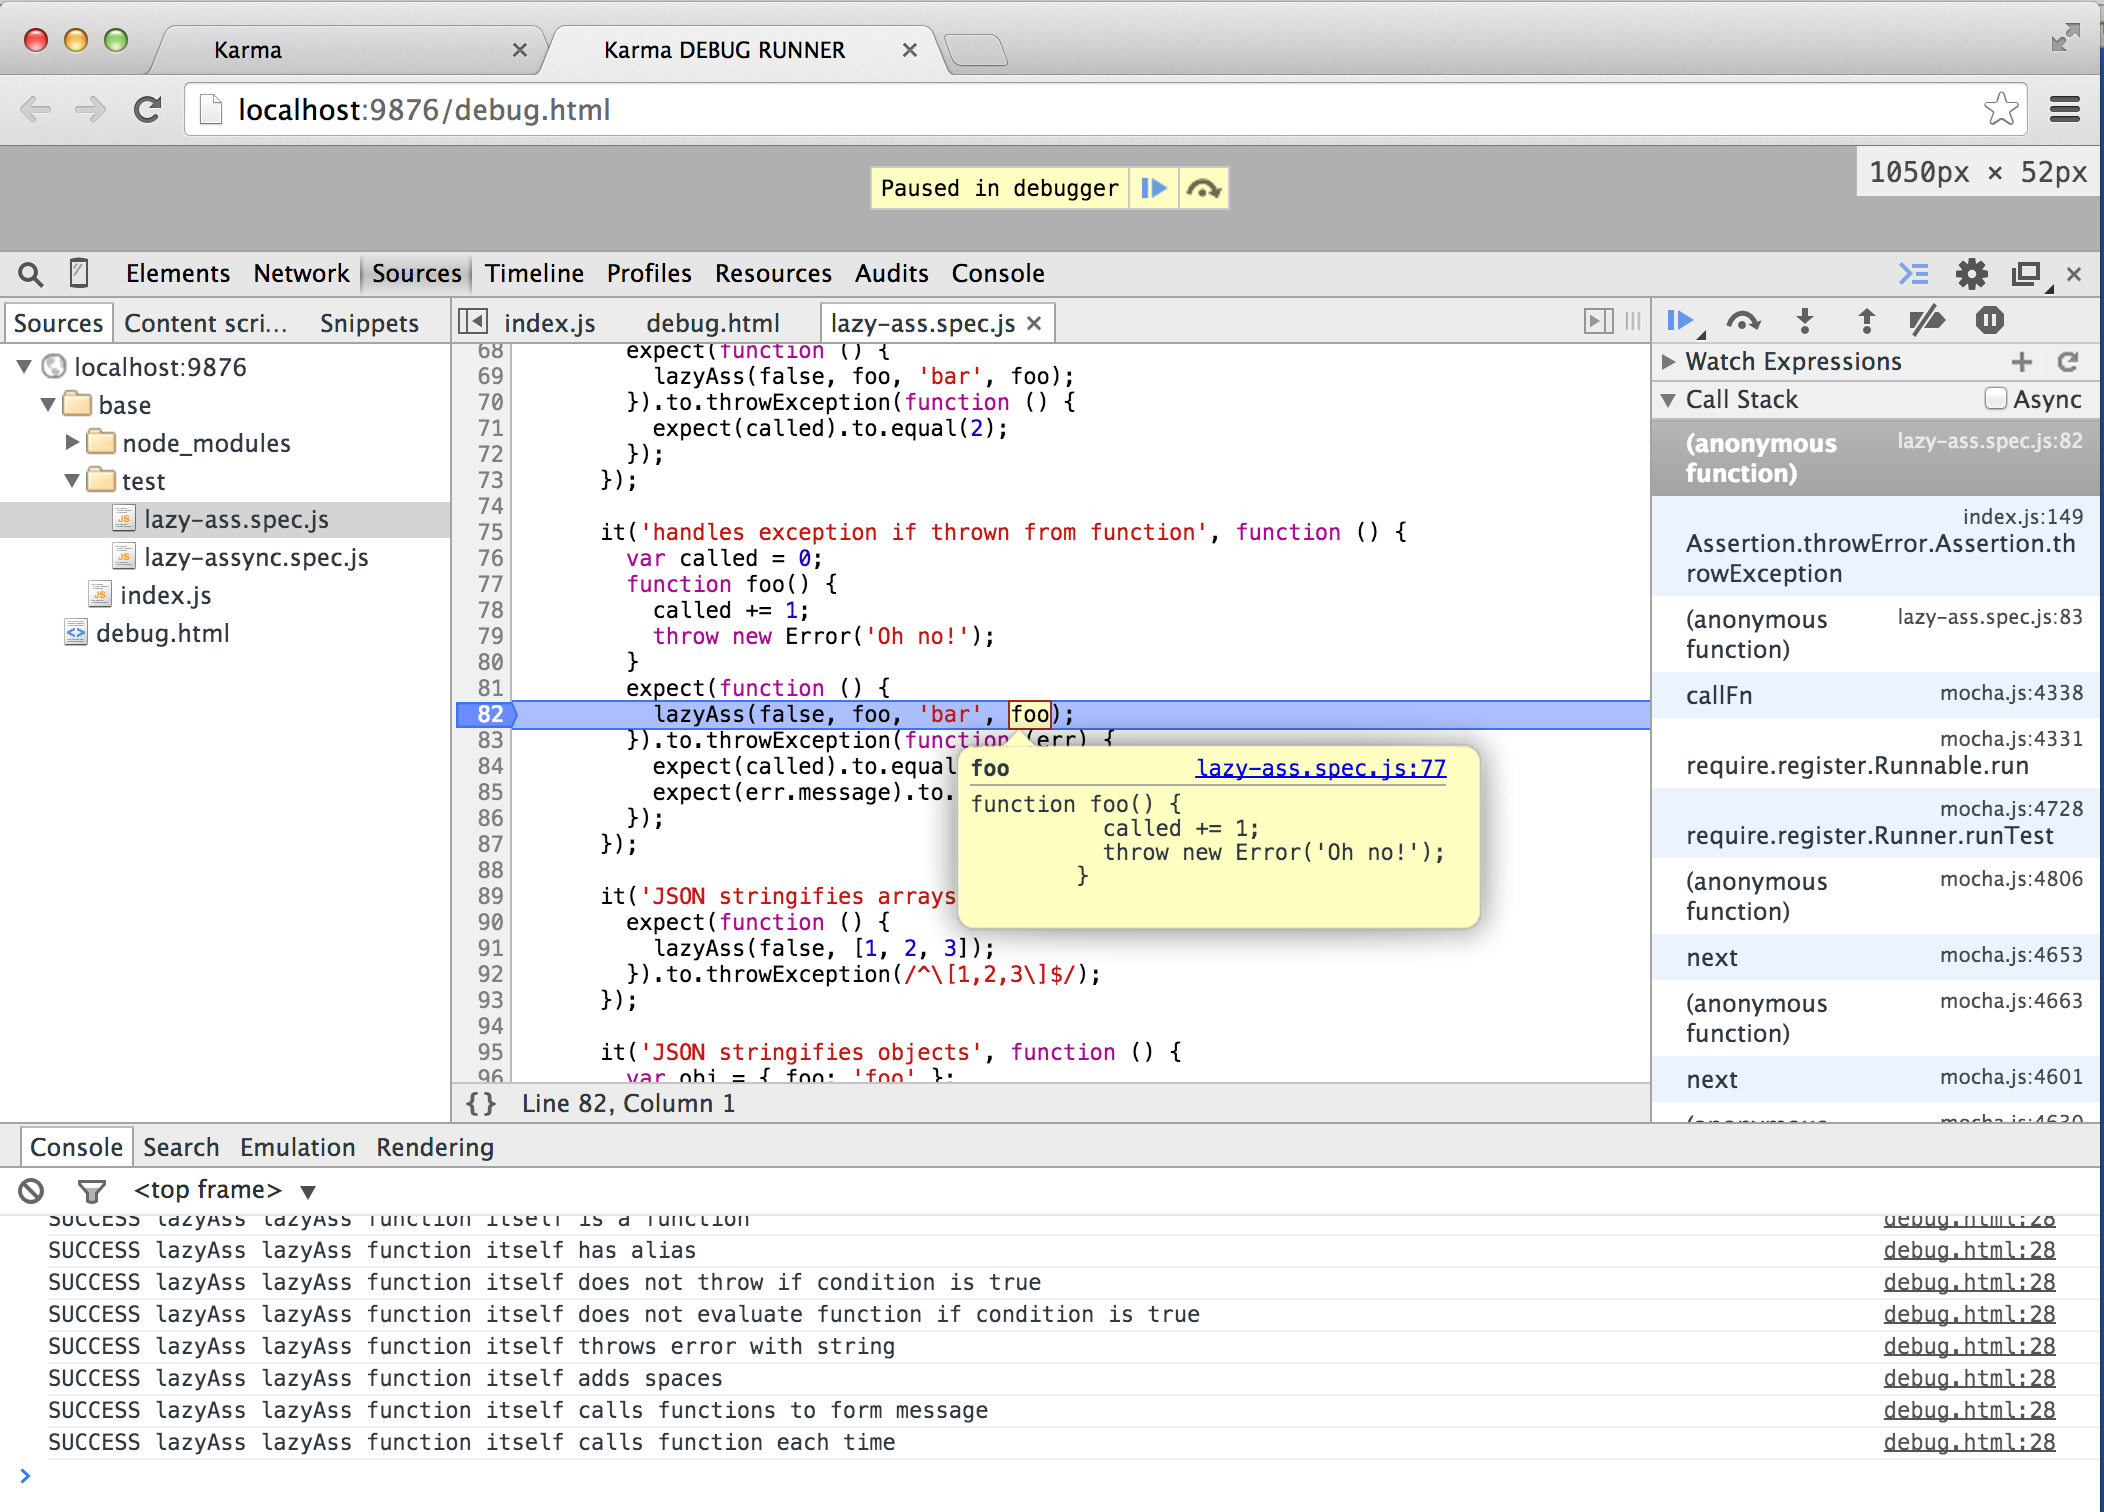 Karma
Karma DEBUG RUNNER
localhost:9876/debug.html
Paused in debugger
1050px × 52px
Elements Network Sources Timeline Profiles Resources Audits Console
Sources Content scri... Snippets
index.js debug.html lazy-ass.spec.js
localhost:9876
base
node_modules
test
lazy-ass.spec.js
lazy-assync.spec.js
index.js
debug.html
68 expect(function () {
69 lazyAss(false, foo, 'bar', foo);
70 }).to.throwException(function () {
71 expect(called).to.equal(2);
72 });
73 });
74
75 it('handles exception if thrown from function', function () {
76 var called = 0;
77 function foo() {
78 called += 1;
79 throw new Error('Oh no!');
80 }
81 expect(function () {
82 lazyAss(false, foo, 'bar', foo);
83 }).to.throwException(function (err) {
84 expect(called).to.equal
85 expect(err.message).to.
86 });
87 });
88
89 it('JSON stringifies arrays
90 expect(function () {
91 lazyAss(false, [1, 2, 3]);
92 }).to.throwException(/^\[1,2,3\]$/);
93 });
94
95 it('JSON stringifies objects', function () {
96 var obj = { foo: 'foo' };
foo lazy-ass.spec.js:77
function foo() {
called += 1;
throw new Error('Oh no!');
}
{} Line 82, Column 1
Watch Expressions
Call Stack Async
(anonymous lazy-ass.spec.js:82
function)
index.js:149
Assertion.throwError.Assertion.th
rowException
(anonymous lazy-ass.spec.js:83
function)
callFn mocha.js:4338
mocha.js:4331
require.register.Runnable.run
mocha.js:4728
require.register.Runner.runTest
(anonymous mocha.js:4806
function)
next mocha.js:4653
(anonymous mocha.js:4663
function)
next mocha.js:4601
(anonymous mocha.js:4630
Console Search Emulation Rendering
<top frame>
SUCCESS lazyAss lazyAss function itself is a function debug.html:28
SUCCESS lazyAss lazyAss function itself has alias debug.html:28
SUCCESS lazyAss lazyAss function itself does not throw if condition is true debug.html:28
SUCCESS lazyAss lazyAss function itself does not evaluate function if condition is true debug.html:28
SUCCESS lazyAss lazyAss function itself throws error with string debug.html:28
SUCCESS lazyAss lazyAss function itself adds spaces debug.html:28
SUCCESS lazyAss lazyAss function itself calls functions to form message debug.html:28
SUCCESS lazyAss lazyAss function itself calls function each time debug.html:28
>